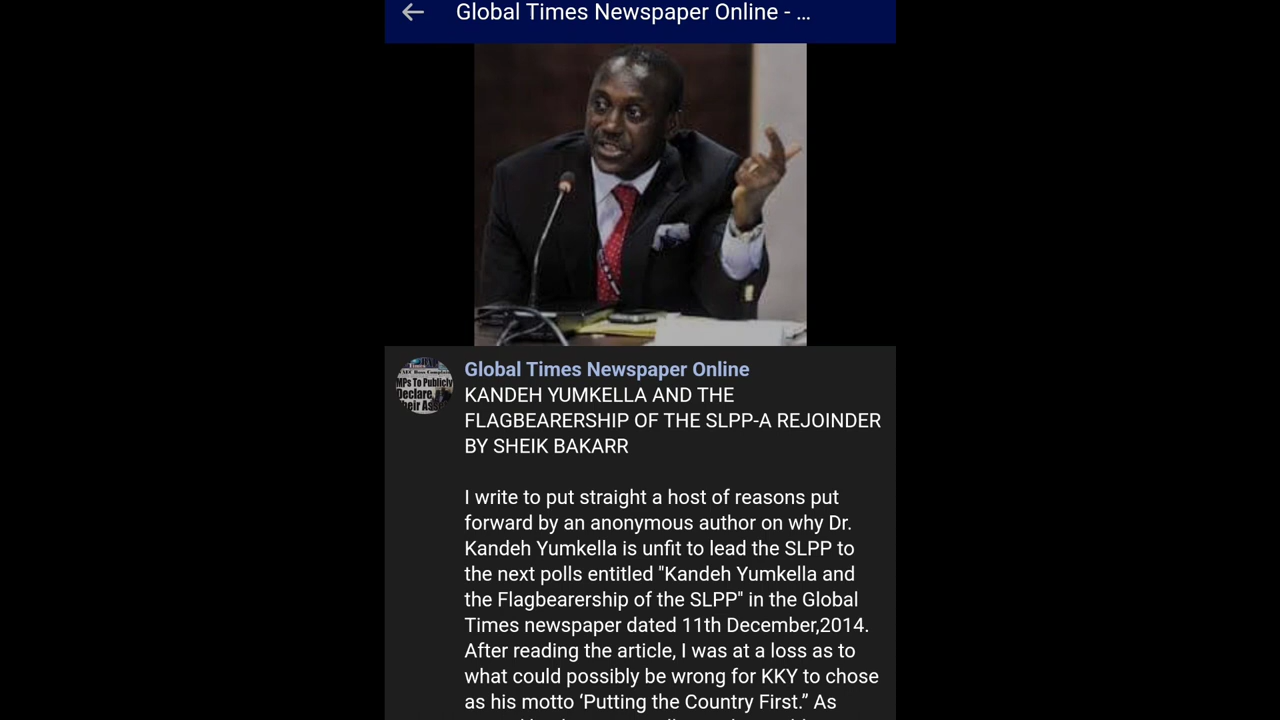 Global Times Newspaper Online - ...
Global Times Newspaper Online
KANDEH YUMKELLA AND THE
FLAGBEARERSHIP OF THE SLPP-A REJOINDER
BY SHEIK BAKARR
I write to put straight a host of reasons put
forward by an anonymous author on why Dr.
Kandeh Yumkella is unfit to lead the SLPP to
the next polls entitled "Kandeh Yumkella and
the Flagbearership of the SLPP" in the Global
Times newspaper dated 11th December,2014.
After reading the article, I was at a loss as to
what could possibly be wrong for KKY to chose
as his motto ‘Putting the Country First.” As
MPs To Publicly
Declare